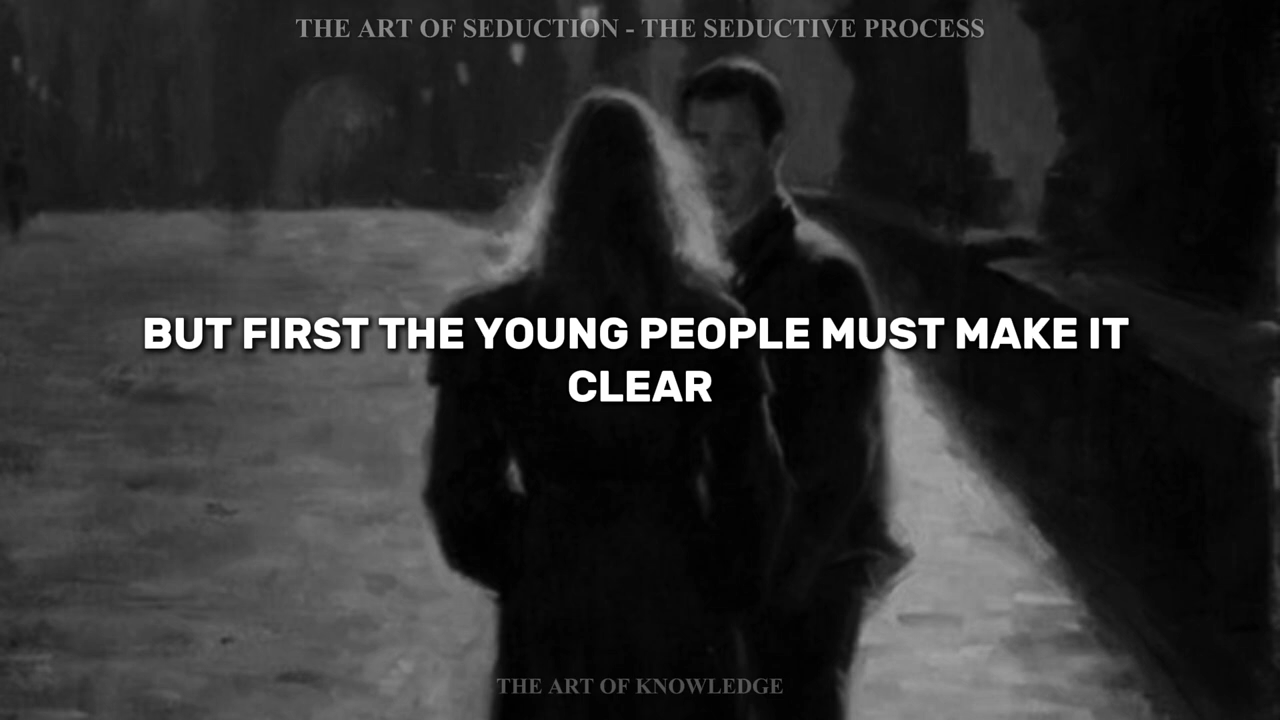 THE ART OF SEDUCTION - THE SEDUCTIVE PROCESS
BUT FIRST THE YOUNG PEOPLE MUST MAKE IT
CLEAR
THE ART OF KNOWLEDGE